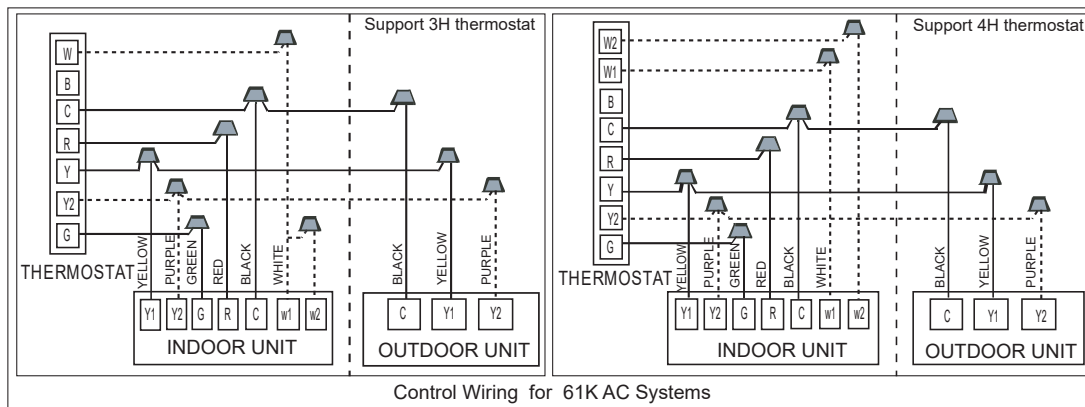 Support 3H thermostat
W
B
C
R
Y
Y2
G
THERMOSTAT
YELLOW
PURPLE
GREEN
RED
BLACK
WHITE
BLACK
YELLOW
PURPLE
Y1 Y2 G R C w1 w2
INDOOR UNIT
C Y1 Y2
OUTDOOR UNIT
Support 4H thermostat
W2
W1
B
C
R
Y
Y2
G
THERMOSTAT
YELLOW
PURPLE
GREEN
RED
BLACK
WHITE
BLACK
YELLOW
PURPLE
Y1 Y2 G R C w1 w2
INDOOR UNIT
C Y1 Y2
OUTDOOR UNIT
Control Wiring for 61K AC Systems